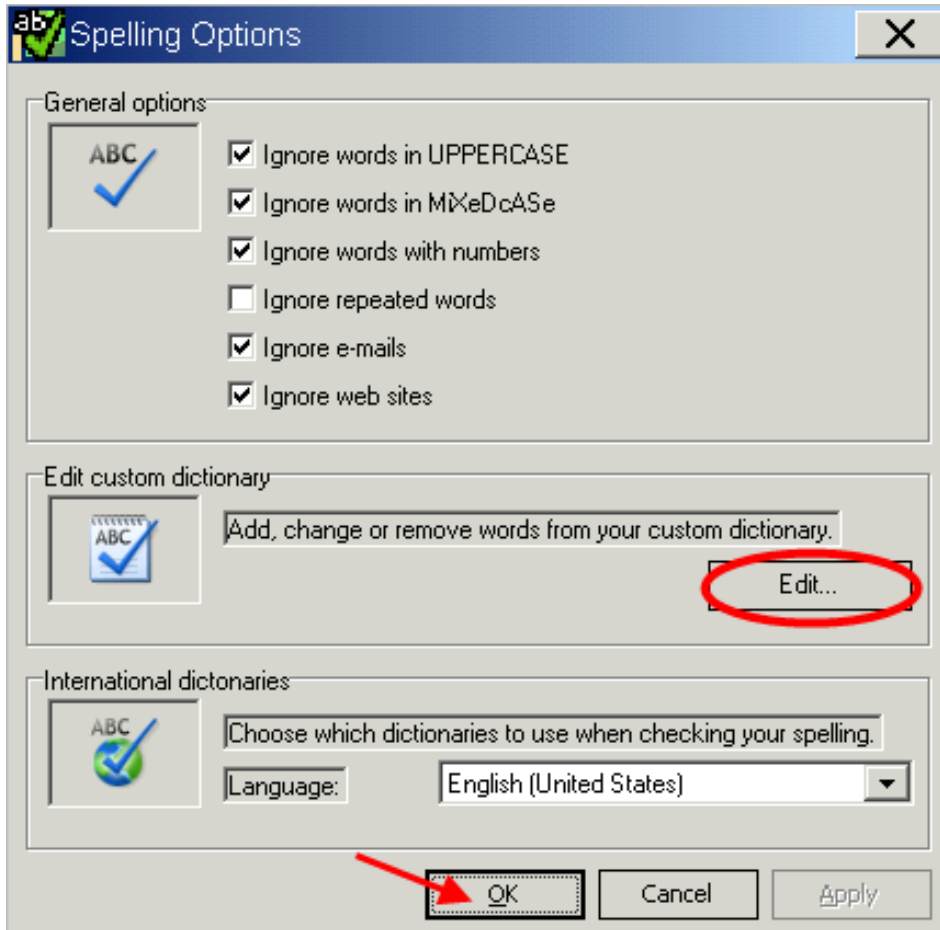 ab
Spelling Options
General options
ABC
Ignore words in UPPERCASE
Ignore words in MiXeDcASe
Ignore words with numbers
Ignore repeated words
Ignore e-mails
Ignore web sites
Edit custom dictionary
ABC
Add, change or remove words from your custom dictionary.
Edit...
International dictonaries
ABC
Choose which dictionaries to use when checking your spelling.
Language: English (United States)
OK Cancel Apply